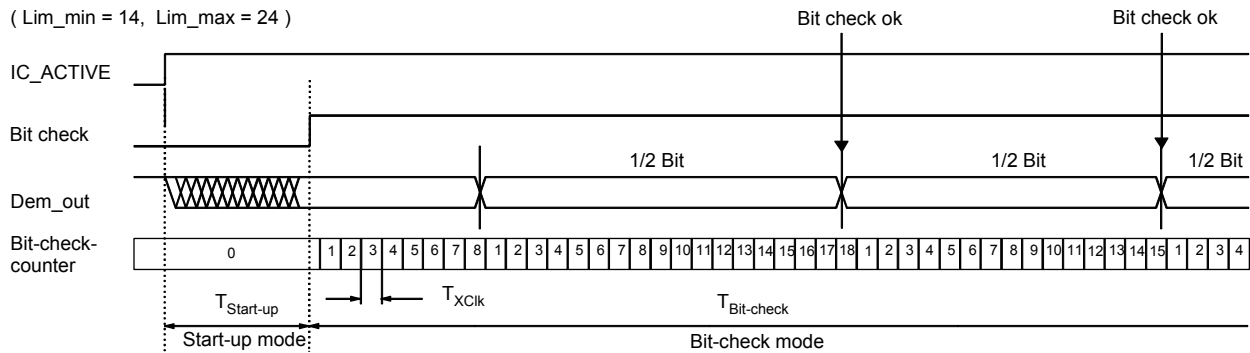 ( Lim_min = 14, Lim_max = 24 )
Bit check ok
Bit check ok
IC_ACTIVE
Bit check
1/2 Bit
1/2 Bit
1/2 Bit
Dem_out
Bit-check-
counter
0 1 2 3 4 5 6 7 8 1 2 3 4 5 6 7 8 9 10 11 12 13 14 15 16 17 18 1 2 3 4 5 6 7 8 9 10 11 12 13 14 15 1 2 3 4
TStart-up
TXClk
TBit-check
Start-up mode
Bit-check mode